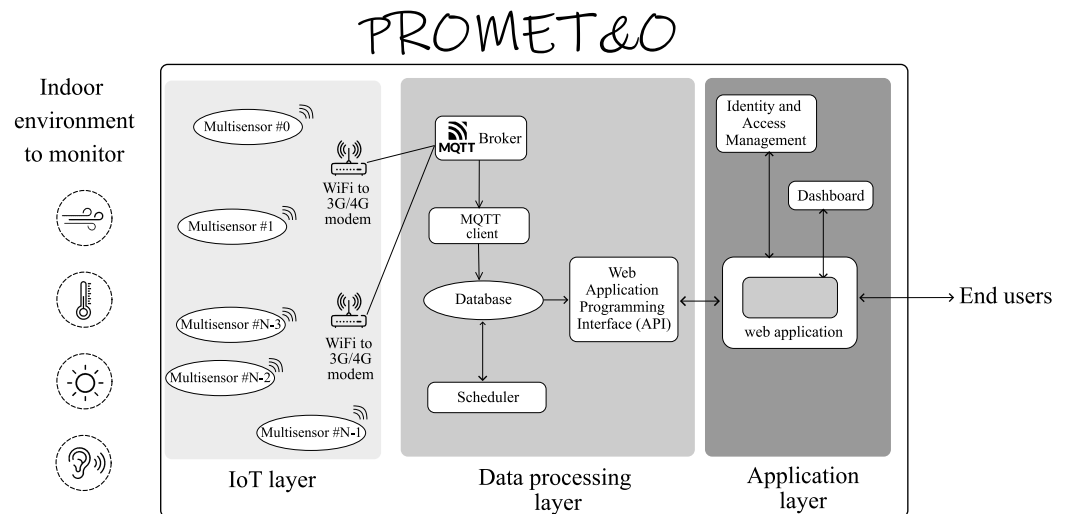 PROMET&O
Indoor
environment
to monitor
Multisensor #0
Multisensor #1
Multisensor #N-3
Multisensor #N-2
Multisensor #N-1
WiFi to
3G/4G
modem
WiFi to
3G/4G
modem
IoT layer
MQTT Broker
MQTT
client
Database
Scheduler
Web
Application
Programming
Interface (API)
Data processing
layer
Identity and
Access
Management
Dashboard
web application
Application
layer
End users